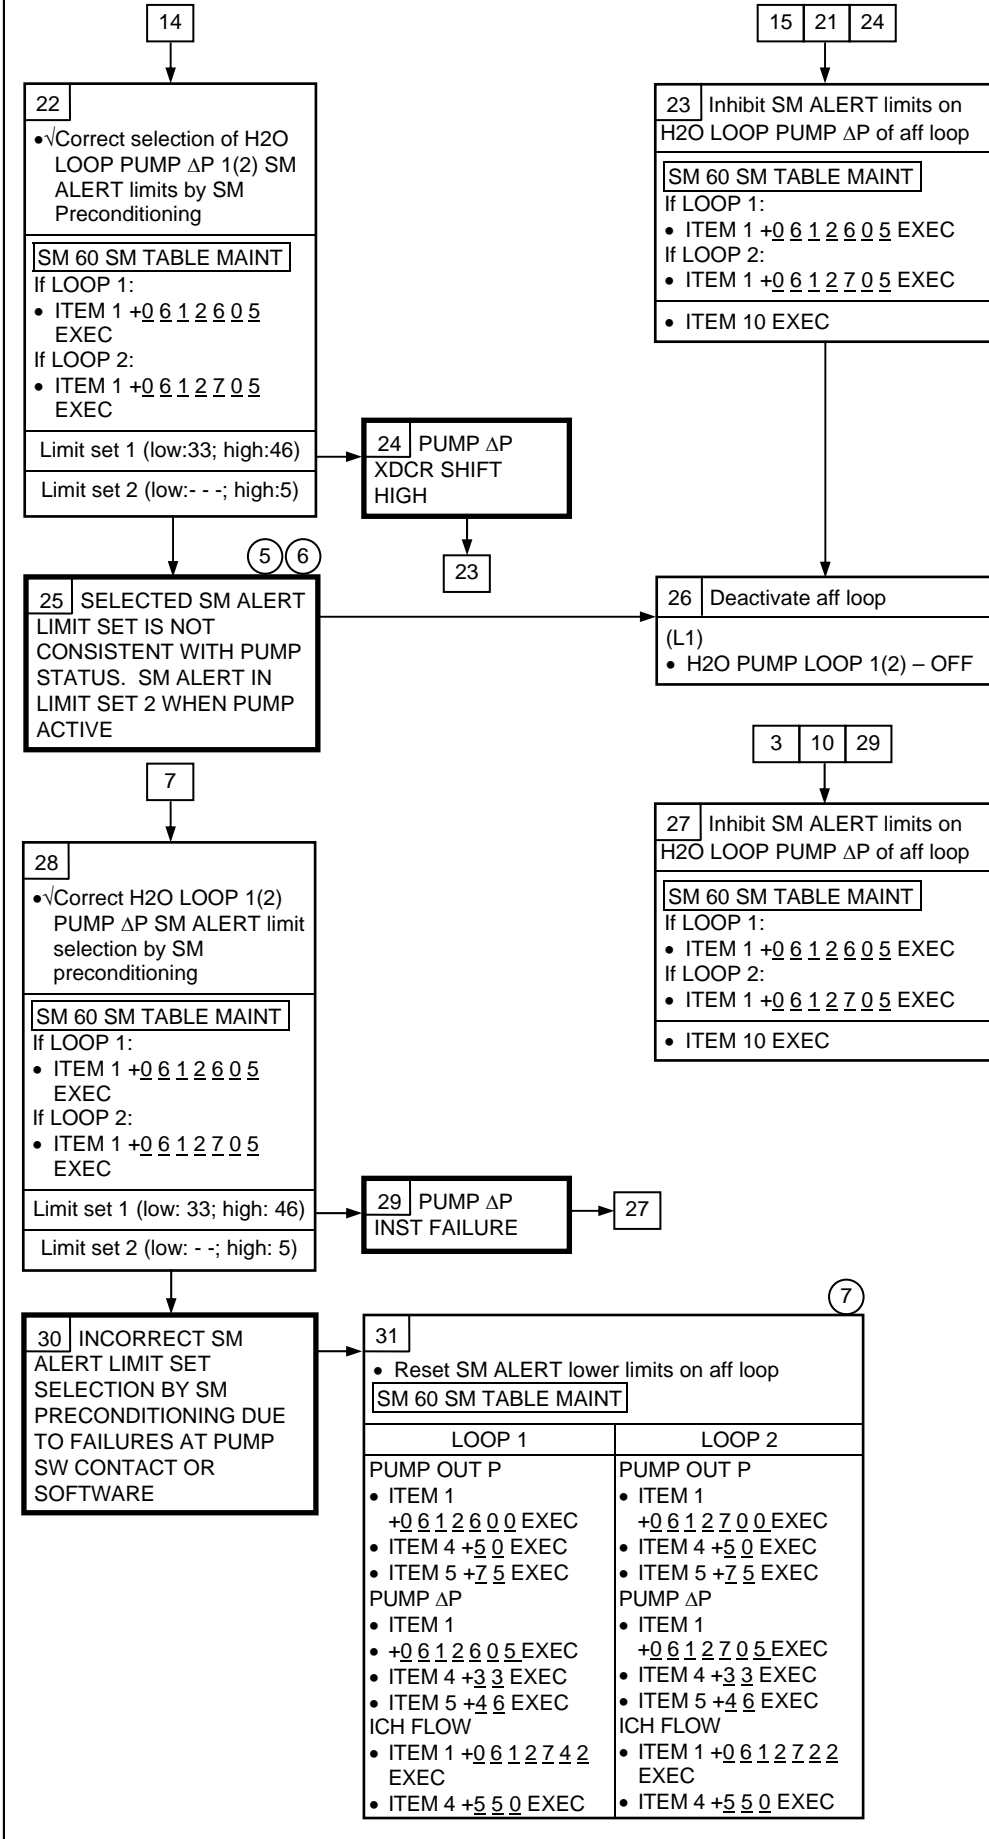 14
22
•√Correct selection of H2O
LOOP PUMP ∆P 1(2) SM
ALERT limits by SM
Preconditioning
SM 60 SM TABLE MAINT
If LOOP 1:
• ITEM 1 +0 6 1 2 6 0 5
EXEC
If LOOP 2:
• ITEM 1 +0 6 1 2 7 0 5
EXEC
Limit set 1 (low:33; high:46)
Limit set 2 (low:- - -; high:5)
24 PUMP ∆P
XDCR SHIFT
HIGH
23
15 21 24
23 Inhibit SM ALERT limits on
H2O LOOP PUMP ∆P of aff loop
SM 60 SM TABLE MAINT
If LOOP 1:
• ITEM 1 +0 6 1 2 6 0 5 EXEC
If LOOP 2:
• ITEM 1 +0 6 1 2 7 0 5 EXEC
• ITEM 10 EXEC
5 6
25 SELECTED SM ALERT
LIMIT SET IS NOT
CONSISTENT WITH PUMP
STATUS. SM ALERT IN
LIMIT SET 2 WHEN PUMP
ACTIVE
26 Deactivate aff loop
(L1)
• H2O PUMP LOOP 1(2) – OFF
7
28
•√Correct H2O LOOP 1(2)
PUMP ∆P SM ALERT limit
selection by SM
preconditioning
SM 60 SM TABLE MAINT
If LOOP 1:
• ITEM 1 +0 6 1 2 6 0 5
EXEC
If LOOP 2:
• ITEM 1 +0 6 1 2 7 0 5
EXEC
Limit set 1 (low: 33; high: 46)
Limit set 2 (low: - -; high: 5)
29 PUMP ∆P
INST FAILURE
27
3 10 29
27 Inhibit SM ALERT limits on
H2O LOOP PUMP ∆P of aff loop
SM 60 SM TABLE MAINT
If LOOP 1:
• ITEM 1 +0 6 1 2 6 0 5 EXEC
If LOOP 2:
• ITEM 1 +0 6 1 2 7 0 5 EXEC
• ITEM 10 EXEC
30 INCORRECT SM
ALERT LIMIT SET
SELECTION BY SM
PRECONDITIONING DUE
TO FAILURES AT PUMP
SW CONTACT OR
SOFTWARE
7
31
• Reset SM ALERT lower limits on aff loop
SM 60 SM TABLE MAINT
LOOP 1
PUMP OUT P
• ITEM 1
+0 6 1 2 6 0 0 EXEC
• ITEM 4 +5 0 EXEC
• ITEM 5 +7 5 EXEC
PUMP ∆P
• ITEM 1
• +0 6 1 2 6 0 5 EXEC
• ITEM 4 +3 3 EXEC
• ITEM 5 +4 6 EXEC
ICH FLOW
• ITEM 1 +0 6 1 2 7 4 2
EXEC
• ITEM 4 +5 5 0 EXEC
LOOP 2
PUMP OUT P
• ITEM 1
+0 6 1 2 7 0 0 EXEC
• ITEM 4 +5 0 EXEC
• ITEM 5 +7 5 EXEC
PUMP ∆P
• ITEM 1
+0 6 1 2 7 0 5 EXEC
• ITEM 4 +3 3 EXEC
• ITEM 5 +4 6 EXEC
ICH FLOW
• ITEM 1 +0 6 1 2 7 2 2
EXEC
• ITEM 4 +5 5 0 EXEC